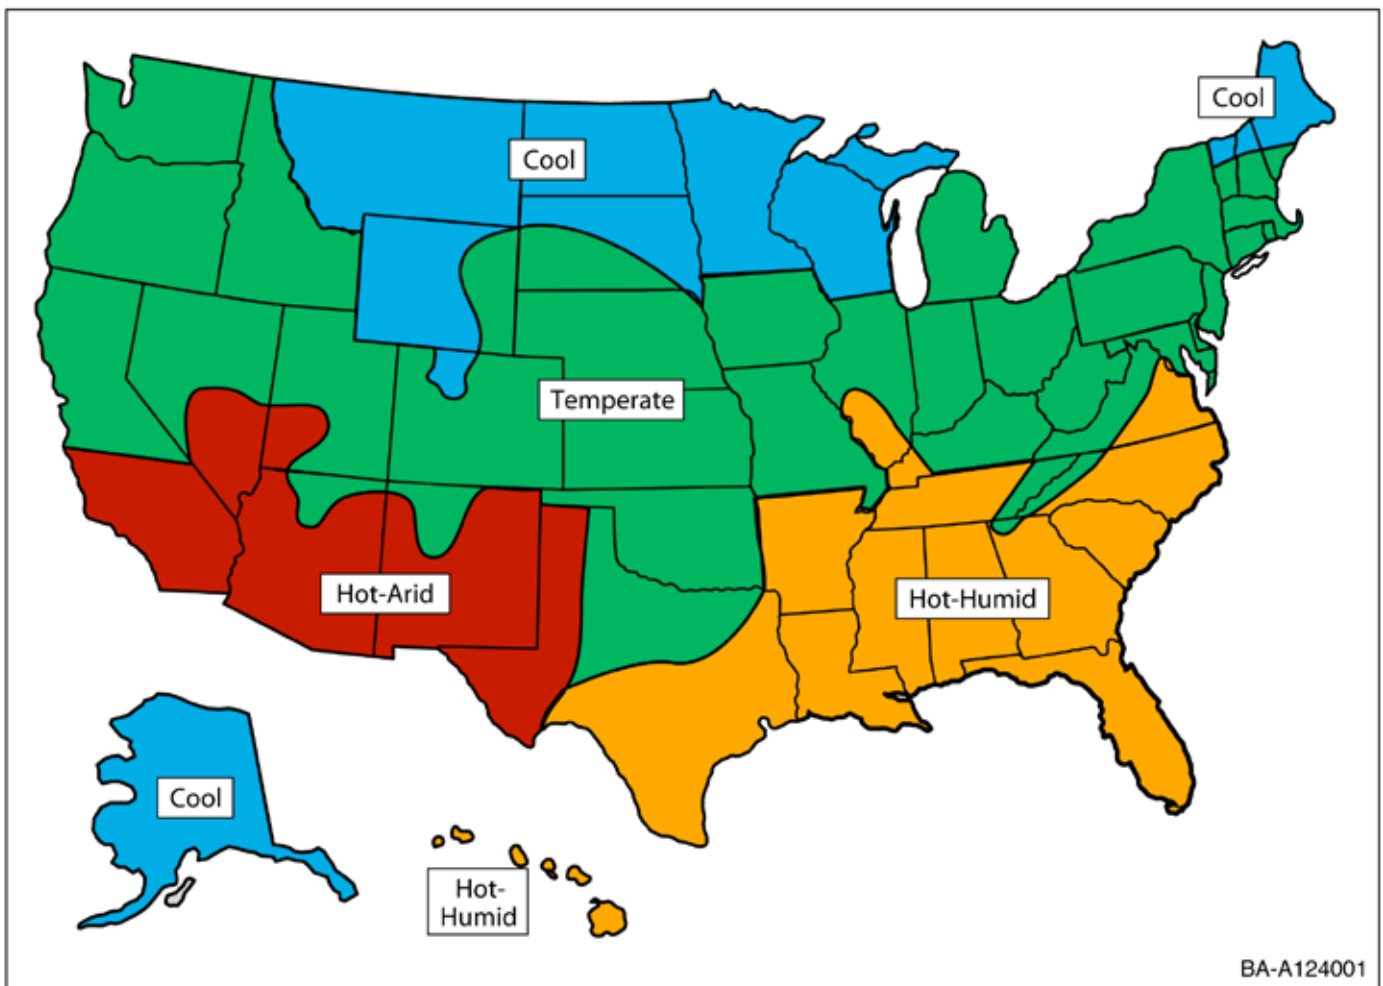 Cool
Cool
Temperate
Hot-Arid
Hot-Humid
Cool
Hot-
Humid
BA-A124001